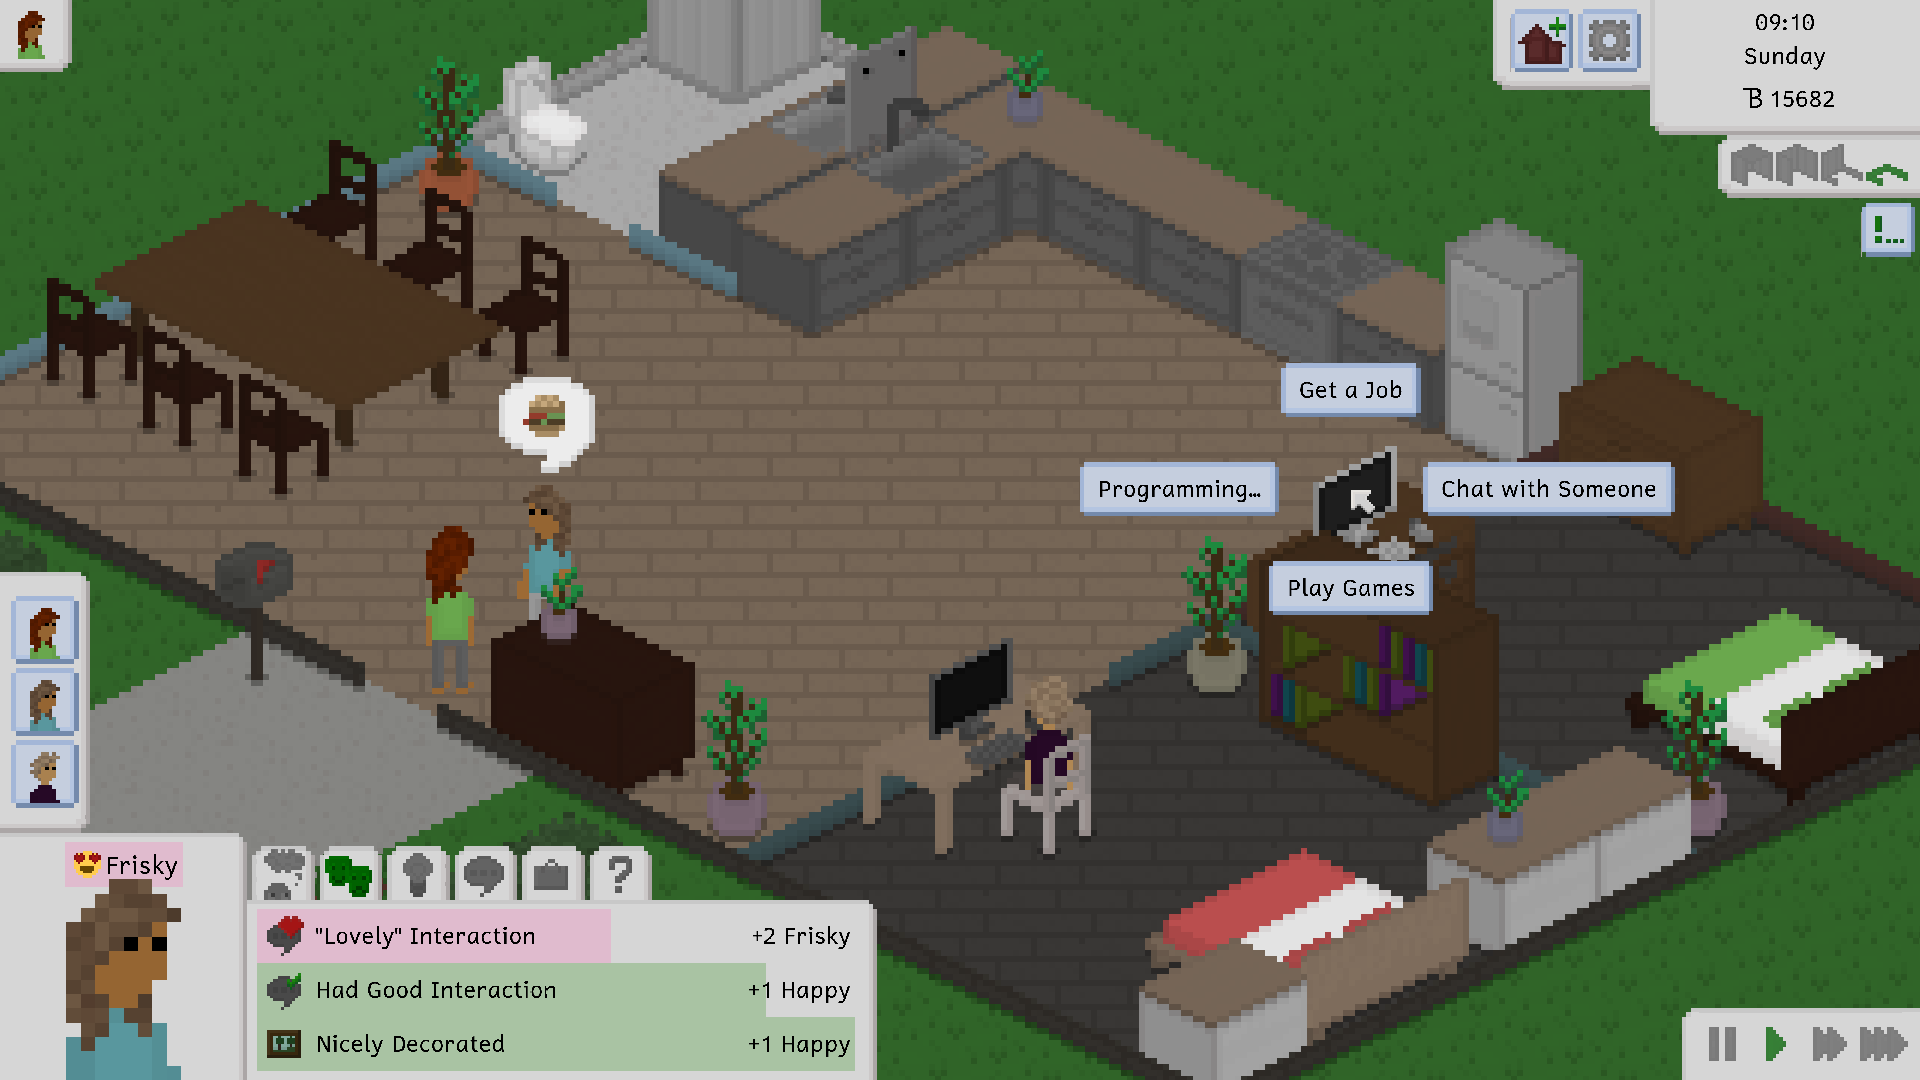 09:10
Sunday
15682
!...
Get a Job
Programming...
Chat with Someone
Play Games
Frisky
?
"Lovely" Interaction +2 Frisky
Had Good Interaction +1 Happy
Nicely Decorated +1 Happy